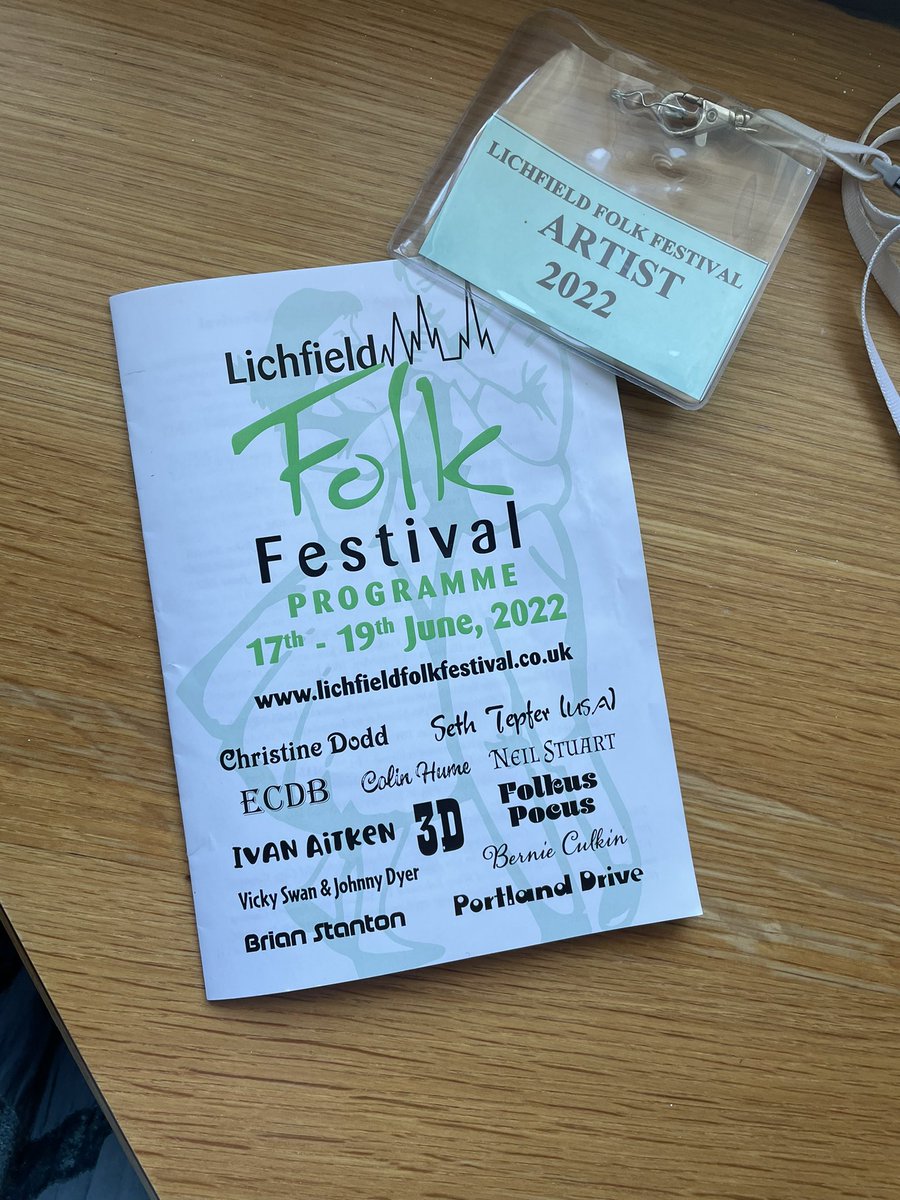 LICHFIELD FOLK FESTIVAL
ARTIST
2022
Lichfield
Folk
Festival
PROGRAMME
17th - 19th June, 2022
www.lichfieldfolkfestival.co.uk
Christine Dodd Seth Tepfer (USA)
ECDB Colin Hume NEIL STUART
IVAN AiTKEN 3D Folkus
Pocus
Vicky Swan & Johnny Dyer Bernie Culkin
Brian Stanton Portland Drive